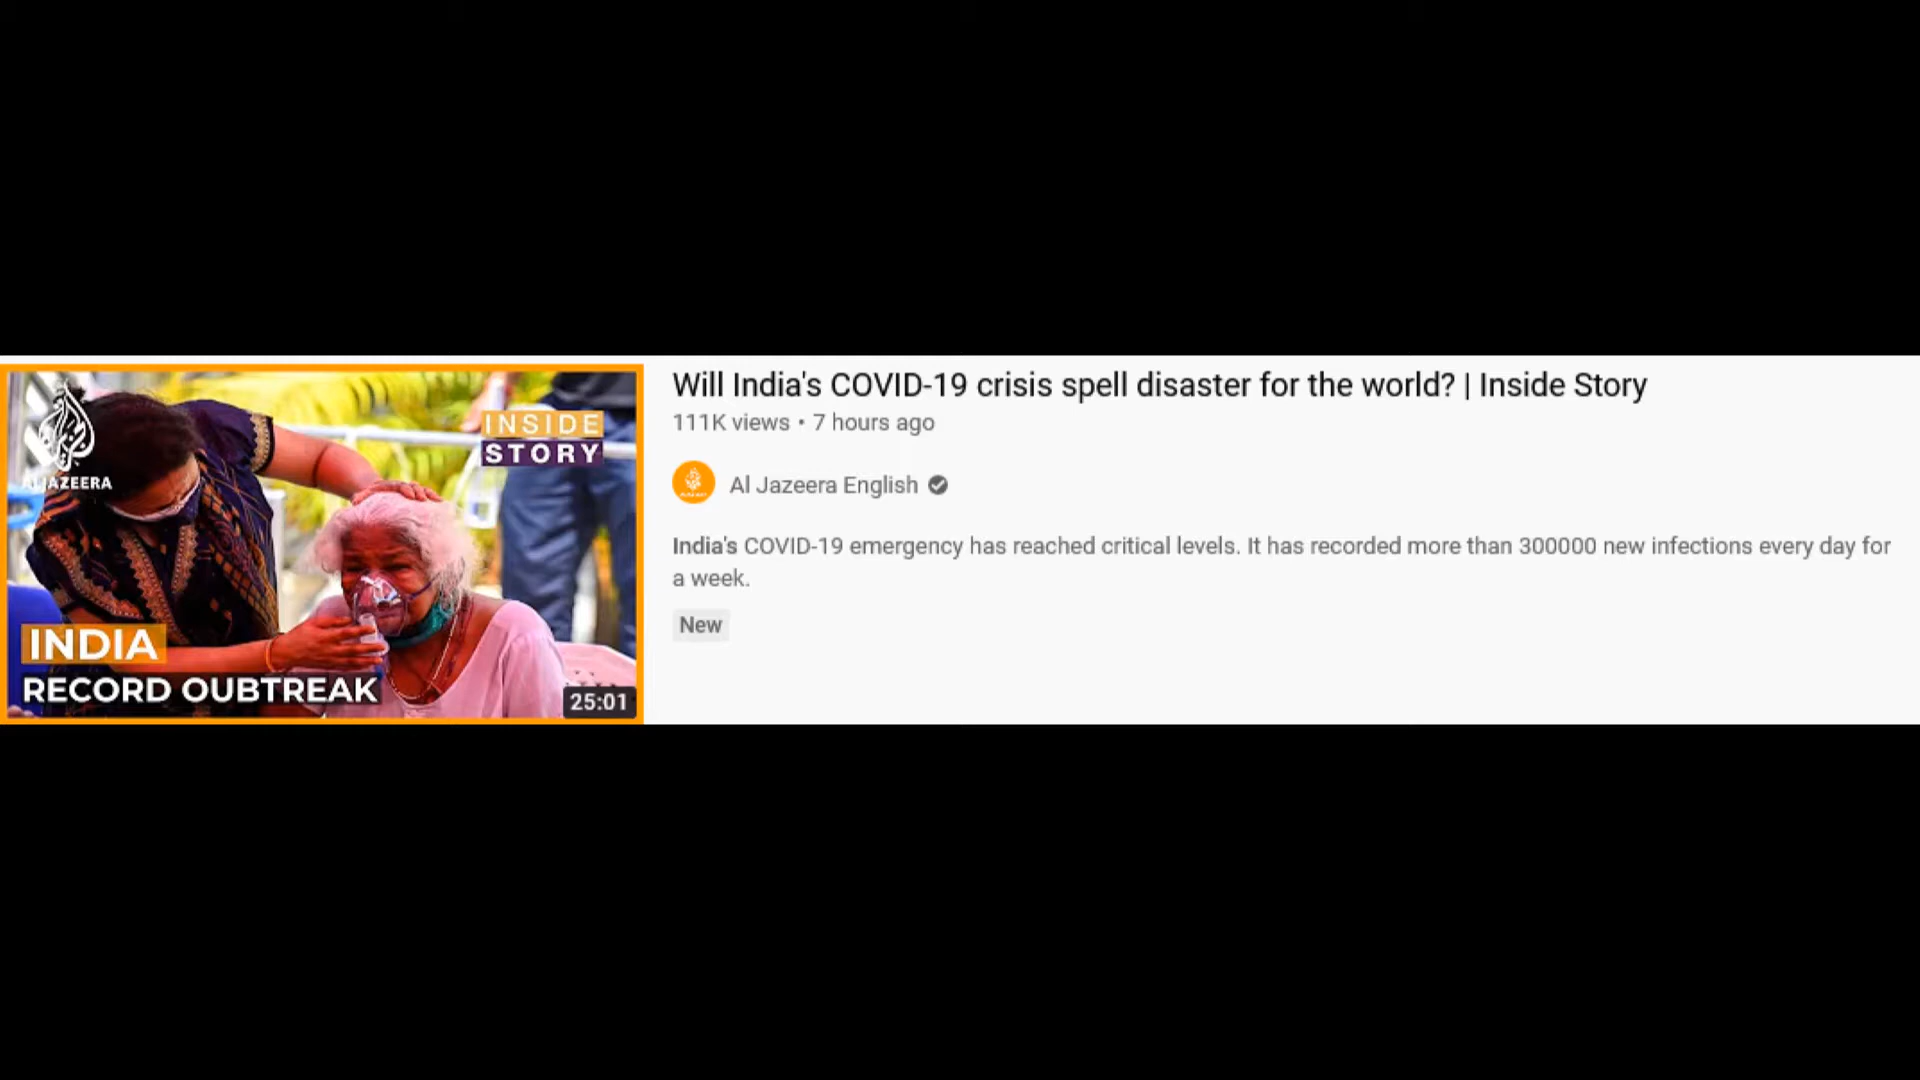 Will India's COVID-19 crisis spell disaster for the world? | Inside Story
111K views • 7 hours ago
Al Jazeera English
India's COVID-19 emergency has reached critical levels. It has recorded more than 300000 new infections every day for
a week.
New
ALJAZEERA
INSIDE
STORY
INDIA
RECORD OUBTREAK
25:01